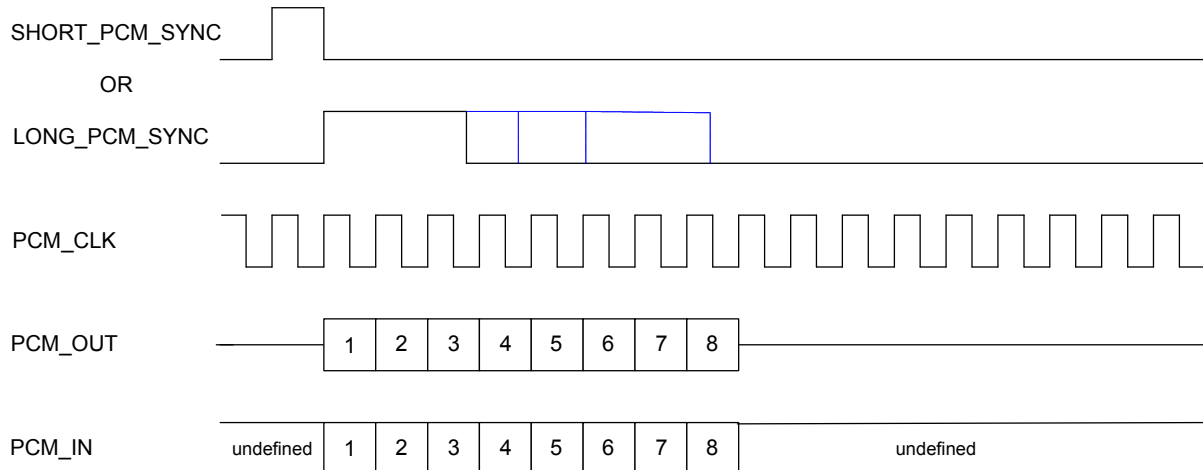 SHORT_PCM_SYNC
OR
LONG_PCM_SYNC
PCM_CLK
PCM_OUT 1 2 3 4 5 6 7 8
PCM_IN undefined 1 2 3 4 5 6 7 8 undefined